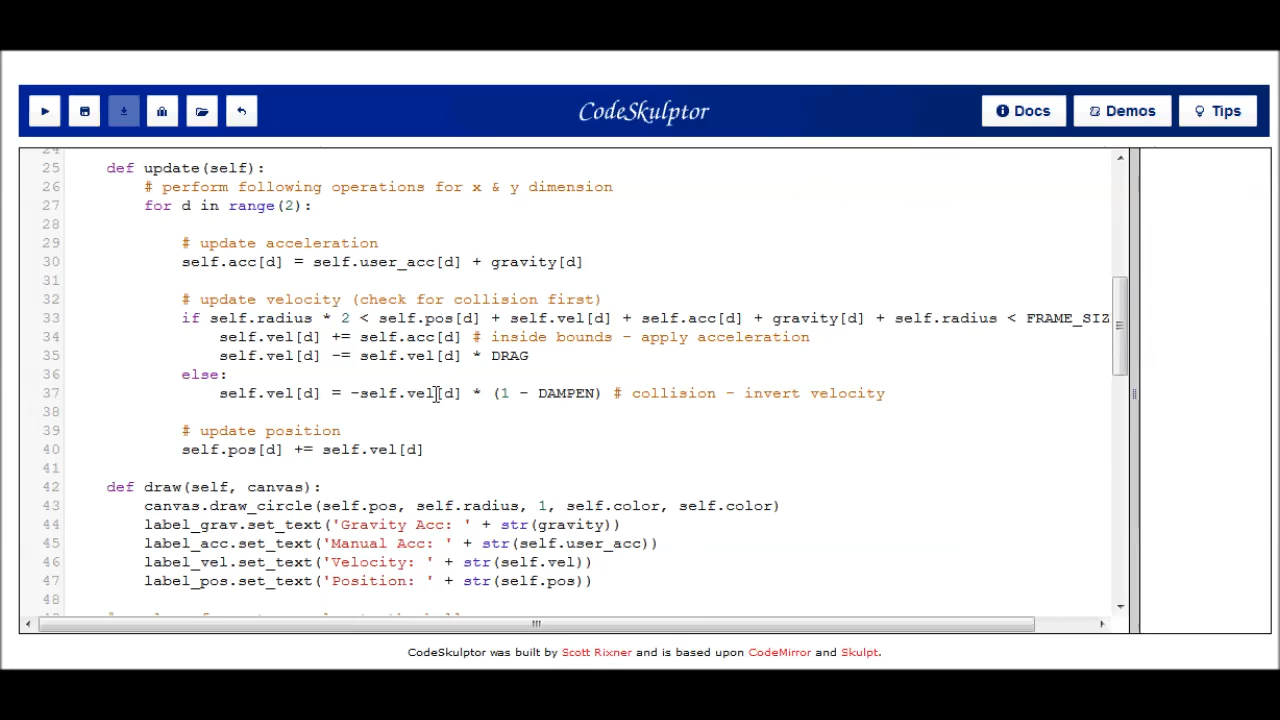 CodeSkulptor
Docs
Demos
Tips
25 def update(self):
26 # perform following operations for x & y dimension
27 for d in range(2):
28
29 # update acceleration
30 self.acc[d] = self.user_acc[d] + gravity[d]
31
32 # update velocity (check for collision first)
33 if self.radius * 2 < self.pos[d] + self.vel[d] + self.acc[d] + gravity[d] + self.radius < FRAME_SIZ
34 self.vel[d] += self.acc[d] # inside bounds - apply acceleration
35 self.vel[d] -= self.vel[d] * DRAG
36 else:
37 self.vel[d] = -self.vel[d] * (1 - DAMPEN) # collision - invert velocity
38
39 # update position
40 self.pos[d] += self.vel[d]
41
42 def draw(self, canvas):
43 canvas.draw_circle(self.pos, self.radius, 1, self.color, self.color)
44 label_grav.set_text('Gravity Acc: ' + str(gravity))
45 label_acc.set_text('Manual Acc: ' + str(self.user_acc))
46 label_vel.set_text('Velocity: ' + str(self.vel))
47 label_pos.set_text('Position: ' + str(self.pos))
48
CodeSkulptor was built by Scott Rixner and is based upon CodeMirror and Skulpt.